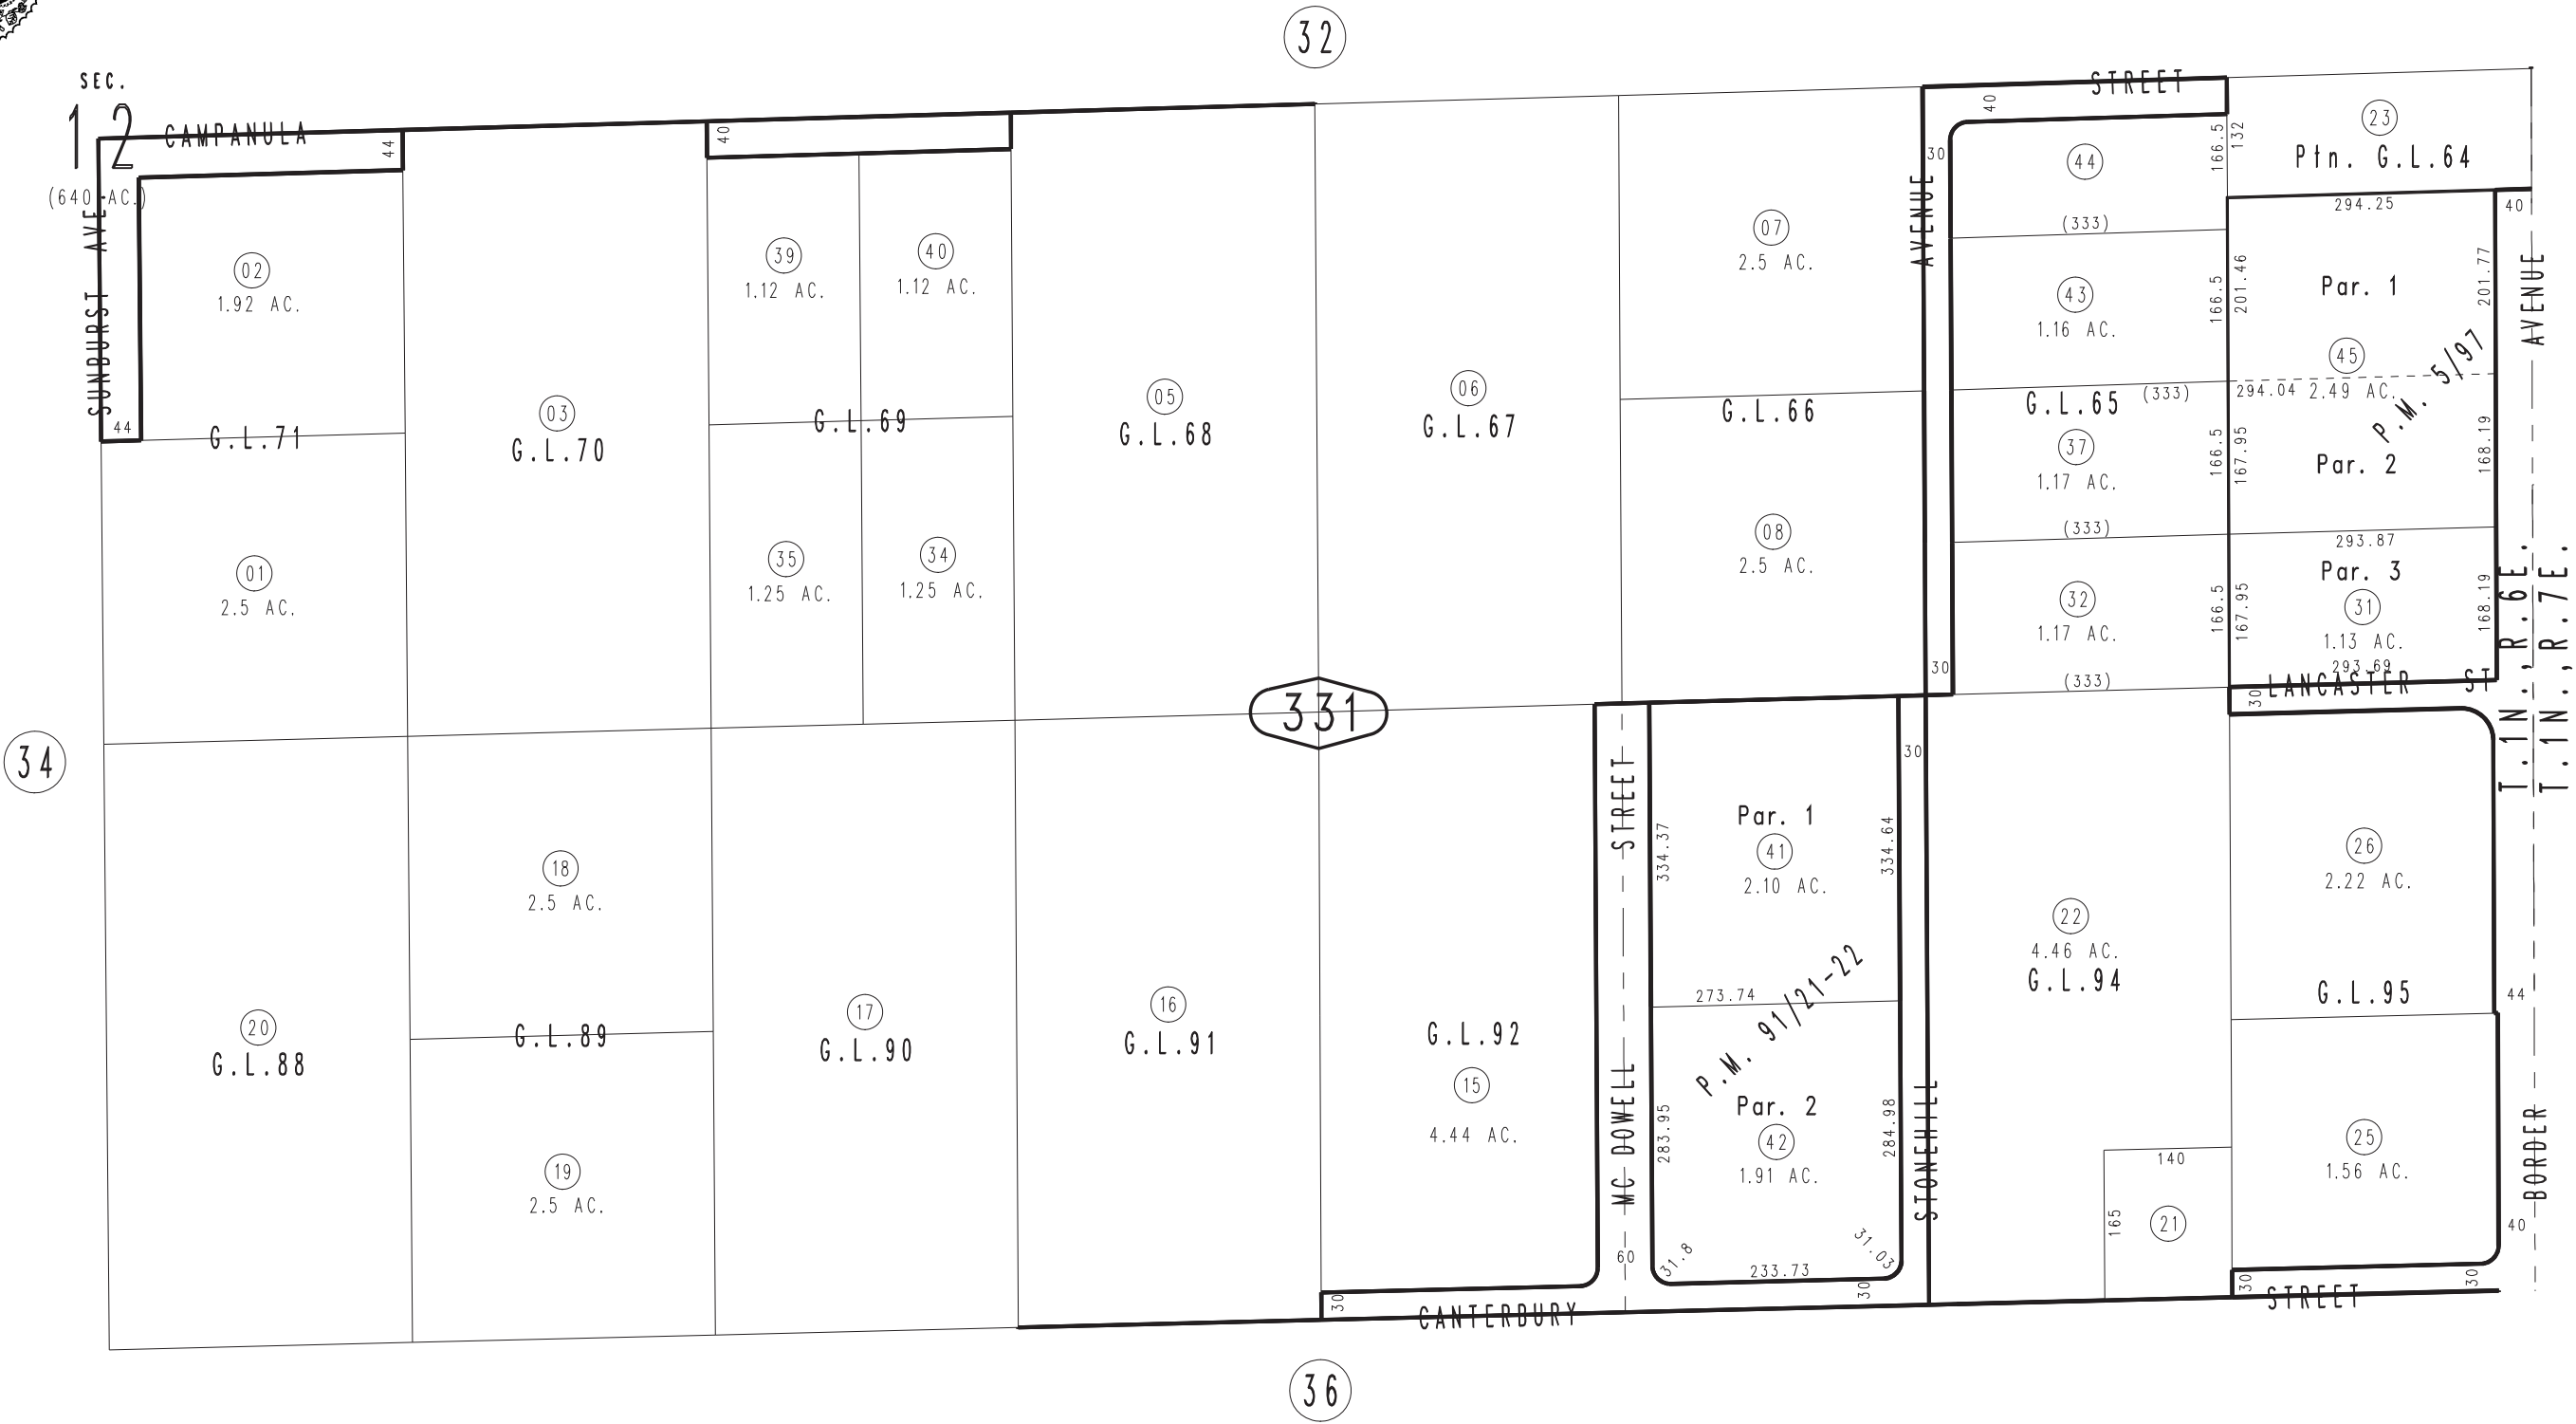 32
SEC.
12
(640 AC.)
CAMPANULA
44
SUNBURST AVE
44
02
1.92 AC.
G.L.71
01
2.5 AC.
03
G.L.70
40
39
1.12 AC.
40
1.12 AC.
G.L.69
35
1.25 AC.
34
1.25 AC.
05
G.L.68
06
G.L.67
07
2.5 AC.
G.L.66
08
2.5 AC.
STREET
40
30
AVENUE
44
166.5
(333)
43
1.16 AC.
166.5
G.L.65
(333)
37
1.17 AC.
166.5
(333)
32
1.17 AC.
166.5
30
(333)
132
23
Ptn. G.L.64
294.25
40
201.46
Par. 1
201.77
45
2.49 AC.
294.04
P.M. 5/97
167.95
Par. 2
168.19
293.87
Par. 3
31
1.13 AC.
167.95
168.19
293.69
LANCASTER ST
30
AVENUE
T.1N.,R.6E.
T.1N.,R.7E.
331
34
20
G.L.88
18
2.5 AC.
G.L.89
19
2.5 AC.
17
G.L.90
16
G.L.91
G.L.92
15
4.44 AC.
30
CANTERBURY
MC DOWELL STREET
60
Par. 1
41
2.10 AC.
334.37
334.64
273.74
P.M. 91/21-22
Par. 2
42
1.91 AC.
283.95
284.98
31.8
31.03
233.73
30
30
STONEHILL
22
4.46 AC.
G.L.94
140
165
21
26
2.22 AC.
G.L.95
44
25
1.56 AC.
40
30
30
STREET
BORDER
36